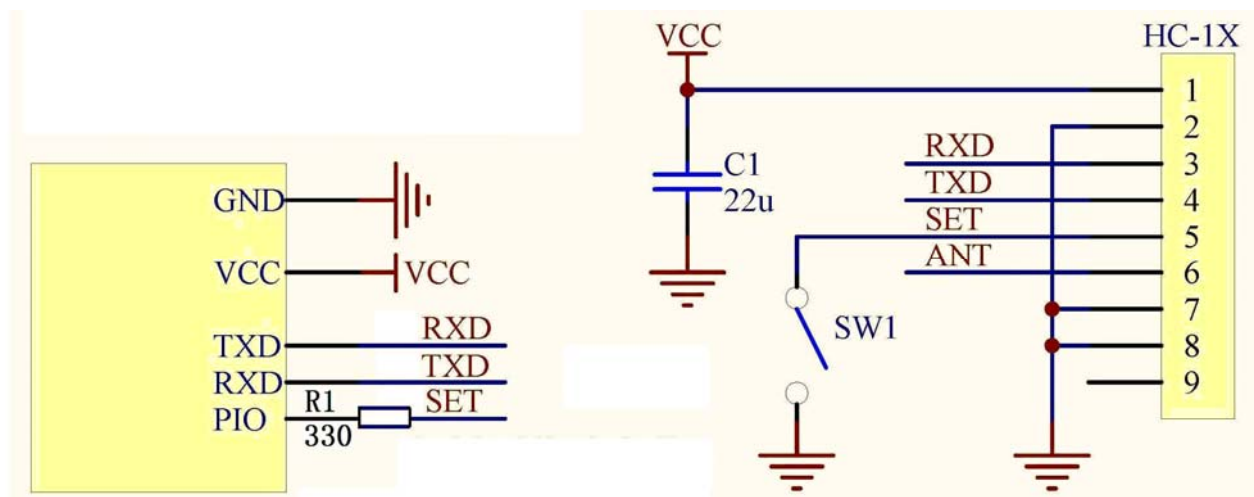 GND
VCC
VCC
TXD
RXD
RXD
TXD
PIO
R1
330
SET
VCC
C1
22u
SW1
RXD
TXD
SET
ANT
HC-1X
1
2
3
4
5
6
7
8
9